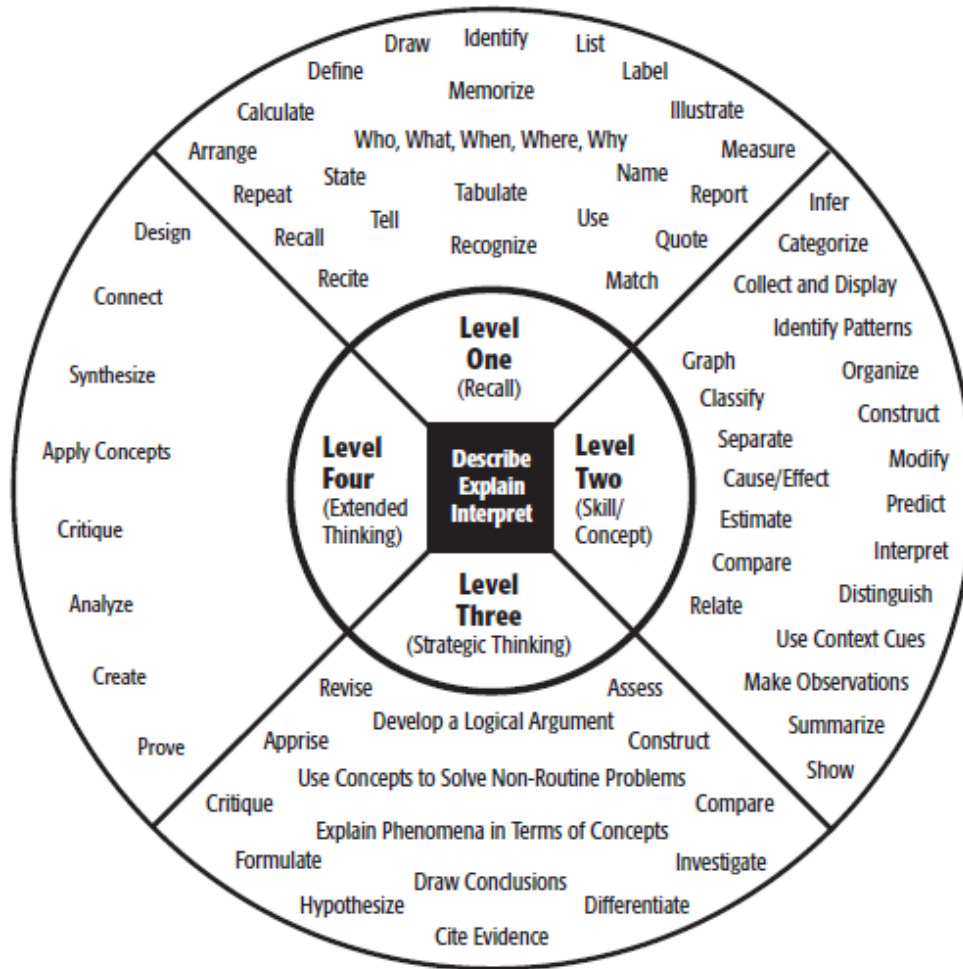 Draw
Identify
List
Define
Label
Calculate
Memorize
Illustrate
Arrange
Who, What, When, Where, Why
Measure
Repeat
State
Tabulate
Name
Report
Recall
Tell
Recognize
Use
Quote
Recite
Match
Level
One
(Recall)
Infer
Categorize
Collect and Display
Identify Patterns
Graph
Organize
Classify
Construct
Separate
Modify
Cause/Effect
Predict
Estimate
Interpret
Compare
Distinguish
Relate
Use Context Cues
Make Observations
Summarize
Show
Level
Two
(Skill/
Concept)
Describe
Explain
Interpret
Level
Four
(Extended
Thinking)
Level
Three
(Strategic Thinking)
Revise
Assess
Develop a Logical Argument
Apprise
Construct
Use Concepts to Solve Non-Routine Problems
Critique
Compare
Explain Phenomena in Terms of Concepts
Formulate
Investigate
Draw Conclusions
Hypothesize
Differentiate
Cite Evidence
Design
Connect
Synthesize
Apply Concepts
Critique
Analyze
Create
Prove